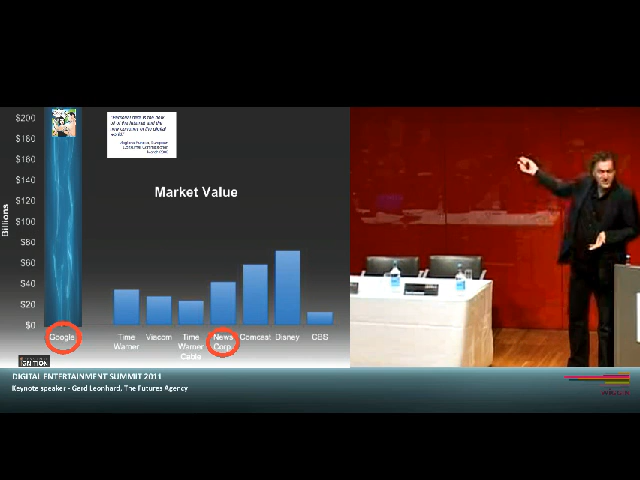 Billions
$200
$180
$160
$140
$120
$100
$80
$60
$40
$20
$0
Market Value
Google
Time Warner
Viacom
Time Warner Cable
News Corp.
Comcast
Disney
CBS
IGNITION
DIGITAL ENTERTAINMENT SUMMIT 2011
Keynote speaker - Gerd Leonhard, The Futures Agency